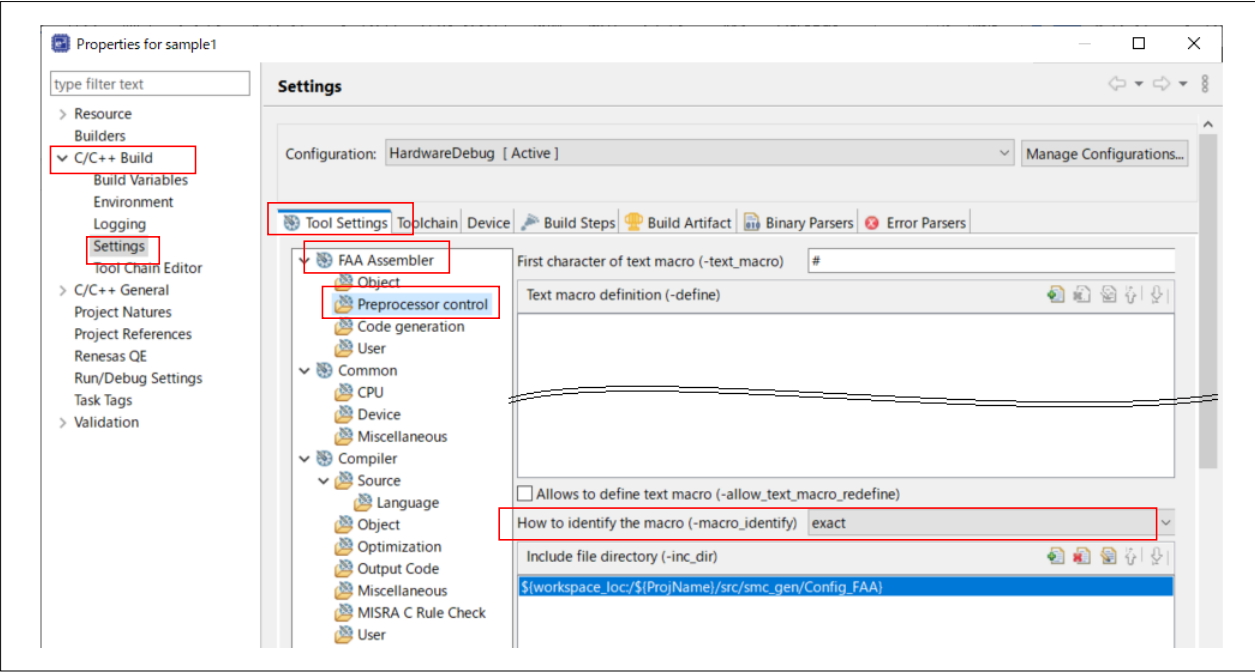 Properties for sample1
type filter text
Resource
Builders
C/C++ Build
Build Variables
Environment
Logging
Settings
Tool Chain Editor
C/C++ General
Project Natures
Project References
Renesas QE
Run/Debug Settings
Task Tags
Validation
Settings
Configuration: HardwareDebug [ Active ] Manage Configurations...
Tool Settings Toolchain Device Build Steps Build Artifact Binary Parsers Error Parsers
FAA Assembler
Object
Preprocessor control
Code generation
User
Common
CPU
Device
Miscellaneous
Compiler
Source
Language
Object
Optimization
Output Code
Miscellaneous
MISRA C Rule Check
User
First character of text macro (-text_macro) #
Text macro definition (-define)
Allows to define text macro (-allow_text_macro_redefine)
How to identify the macro (-macro_identify) exact
Include file directory (-inc_dir)
${workspace_loc:/${ProjName}/src/smc_gen/Config_FAA}